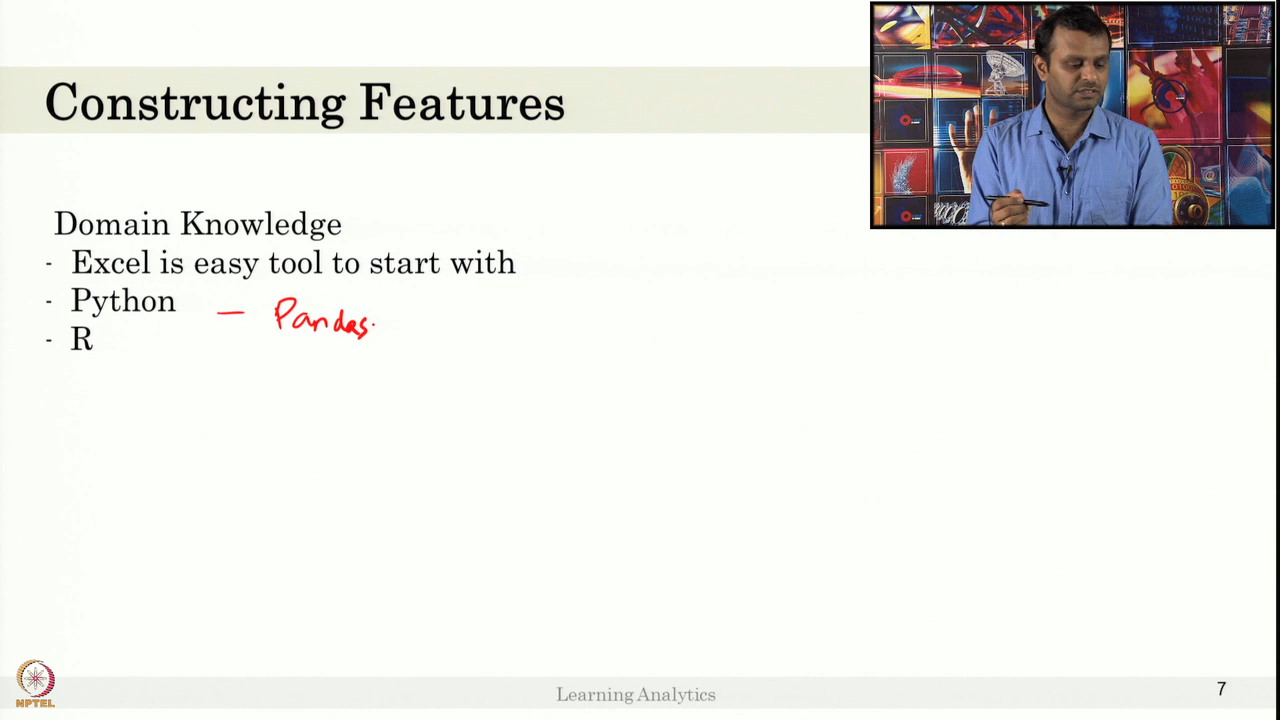 Constructing Features
Domain Knowledge
- Excel is easy tool to start with
- Python — Pandas
- R
NPTEL
Learning Analytics
7